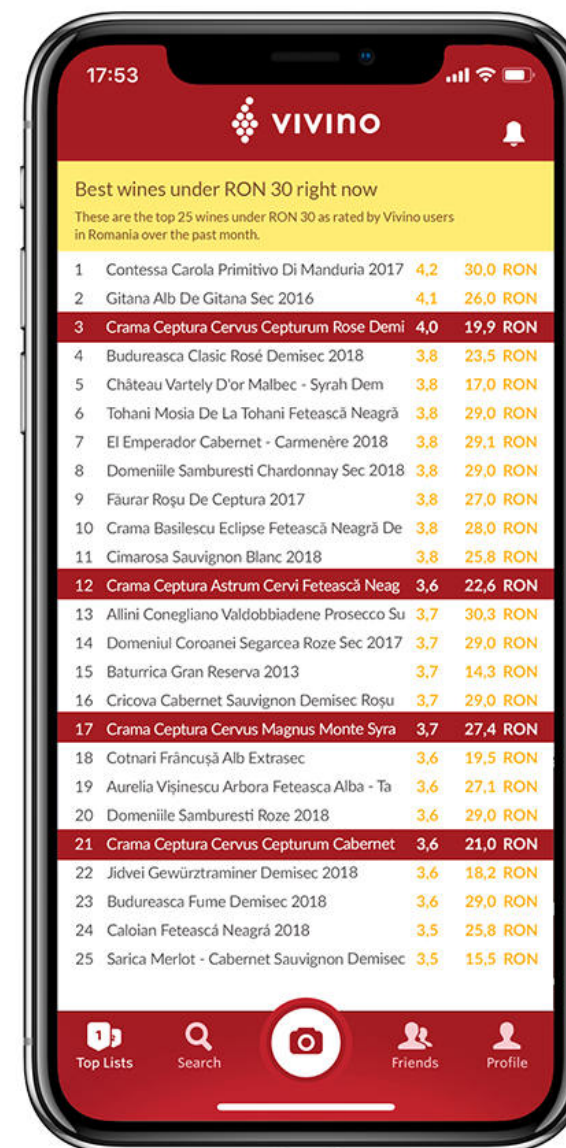 17:53
VIVINO
Best wines under RON 30 right now
These are the top 25 wines under RON 30 as rated by Vivino users
in Romania over the past month.
1 Contessa Carola Primitivo Di Manduria 2017 4,2 30,0 RON
2 Gitana Alb De Gitana Sec 2016 4,1 26,0 RON
3 Crama Ceptura Cervus Cepturum Rose Demi 4,0 19,9 RON
4 Budureasca Clasic Rosé Demisec 2018 3,8 23,5 RON
5 Château Vartely D'or Malbec - Syrah Dem 3,8 17,0 RON
6 Tohani Mosia De La Tohani Fetească Neagră 3,8 29,0 RON
7 El Emperador Cabernet - Carmenère 2018 3,8 29,1 RON
8 Domeniile Samburesti Chardonnay Sec 2018 3,8 29,0 RON
9 Făurar Roşu De Ceptura 2017 3,8 27,0 RON
10 Crama Basilescu Eclipse Fetească Neagră De 3,8 28,0 RON
11 Cimarosa Sauvignon Blanc 2018 3,8 25,8 RON
12 Crama Ceptura Astrum Cervi Fetească Neag 3,6 22,6 RON
13 Allini Conegliano Valdobbiadene Prosecco Su 3,7 30,3 RON
14 Domeniul Coroanei Segarcea Roze Sec 2017 3,7 29,0 RON
15 Baturrica Gran Reserva 2013 3,7 14,3 RON
16 Cricova Cabernet Sauvignon Demisec Roşu 3,7 29,0 RON
17 Crama Ceptura Cervus Magnus Monte Syra 3,7 27,4 RON
18 Cotnari Frâncuşă Alb Extrasec 3,6 19,5 RON
19 Aurelia Vişinescu Arbora Feteasca Alba - Ta 3,6 27,1 RON
20 Domeniile Samburesti Roze 2018 3,6 29,0 RON
21 Crama Ceptura Cervus Cepturum Cabernet 3,6 21,0 RON
22 Jidvei Gewürztraminer Demisec 2018 3,6 18,2 RON
23 Budureasca Fume Demisec 2018 3,6 29,0 RON
24 Caloian Fetească Neagră 2018 3,5 25,8 RON
25 Sarica Merlot - Cabernet Sauvignon Demisec 3,5 15,5 RON
Top Lists Search Friends Profile